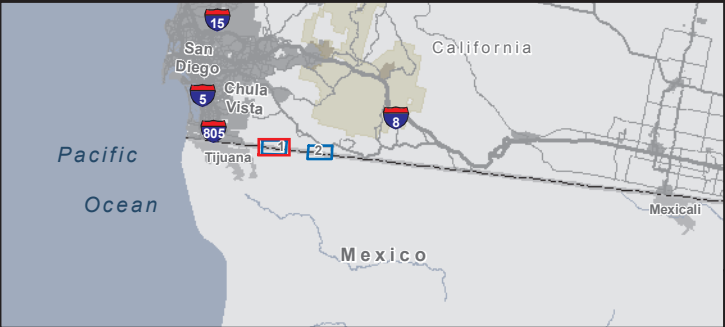 15
San
Diego
California
Chula
Vista
5
8
805
1
2
Pacific
Tijuana
Ocean
Mexicali
Mexico